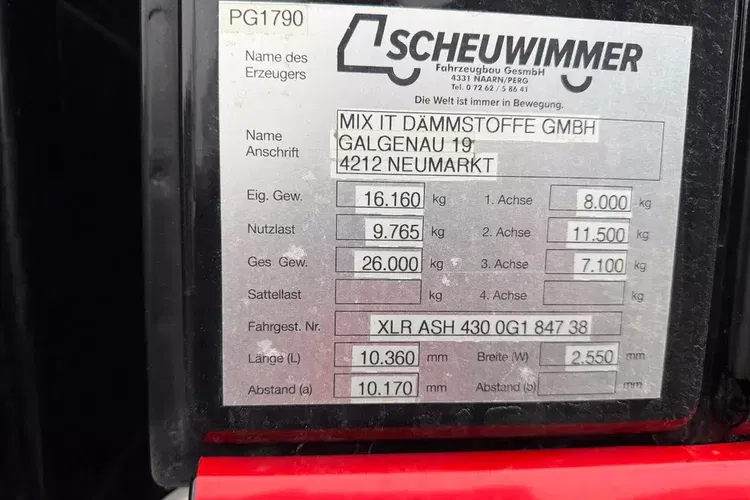 PG1790
SCHEUWIMMER
Fahrzeugbau GesmbH
4331 NAARN/PERG
Tel. 0 72 62 / 5 86 41
Die Welt ist immer in Bewegung.
Name des
Erzeugers
Name
Anschrift
MIX IT DÄMMSTOFFE GMBH
GALGENAU 19
4212 NEUMARKT
Eig. Gew. 16.160 kg 1. Achse 8.000 kg
Nutzlast 9.765 kg 2. Achse 11.500 kg
Ges Gew. 26.000 kg 3. Achse 7.100 kg
Sattellast kg 4. Achse kg
Fahrgest. Nr. XLR ASH 430 0G1 847 38
Länge (L) 10.360 mm Breite (W) 2.550 mm
Abstand (a) 10.170 mm Abstand (b) mm